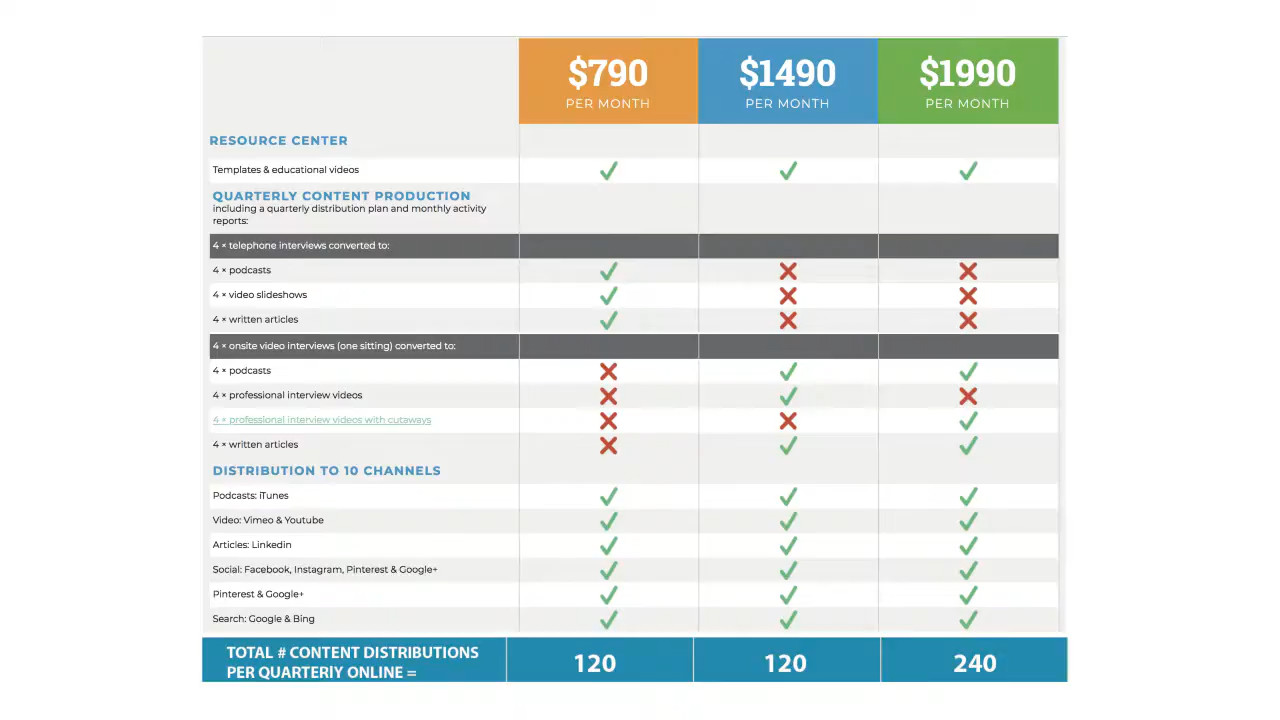 $790
PER MONTH
$1490
PER MONTH
$1990
PER MONTH
RESOURCE CENTER
Templates & educational videos
QUARTERLY CONTENT PRODUCTION
including a quarterly distribution plan and monthly activity
reports:
4 × telephone interviews converted to:
4 × podcasts
4 × video slideshows
4 × written articles
4 × onsite video interviews (one sitting) converted to:
4 × podcasts
4 × professional interview videos
4 × professional interview videos with cutaways
4 × written articles
DISTRIBUTION TO 10 CHANNELS
Podcasts: iTunes
Video: Vimeo & Youtube
Articles: Linkedin
Social: Facebook, Instagram, Pinterest & Google+
Pinterest & Google+
Search: Google & Bing
TOTAL # CONTENT DISTRIBUTIONS
PER QUARTERlY ONLINE =
120
120
240